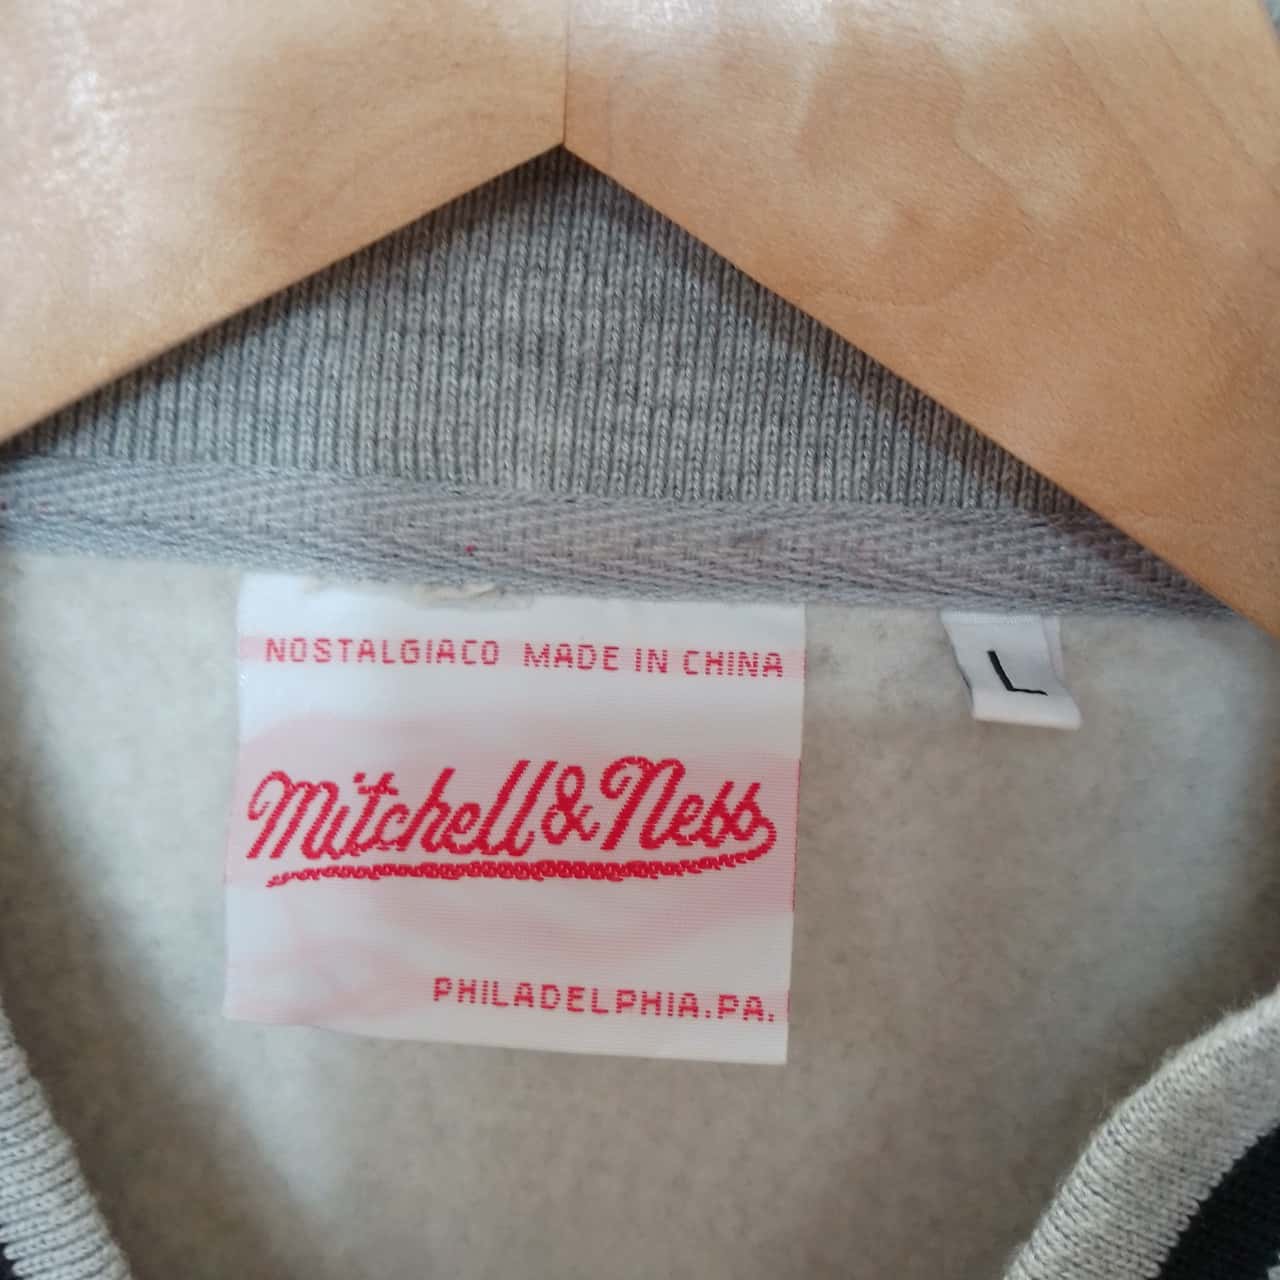 NOSTALGIACO MADE IN CHINA
L
Mitchell & Ness
PHILADELPHIA.PA.